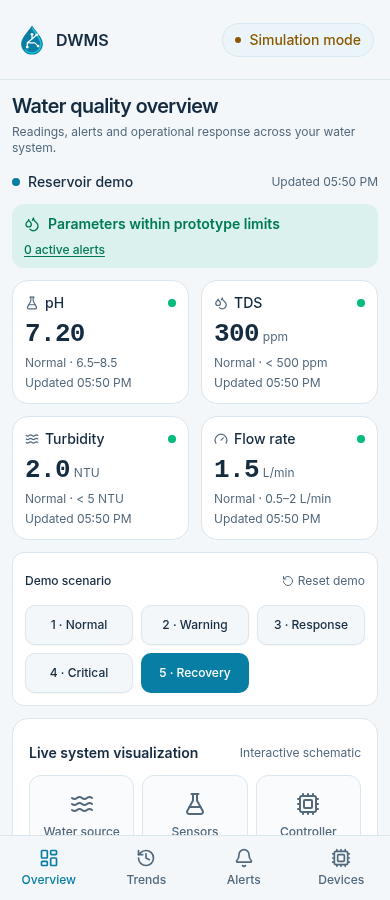 DWMS
Simulation mode
Water quality overview
Readings, alerts and operational response across your water
system.
Reservoir demo
Updated 05:50 PM
Parameters within prototype limits
0 active alerts
pH
7.20
Normal · 6.5–8.5
Updated 05:50 PM
TDS
300 ppm
Normal · < 500 ppm
Updated 05:50 PM
Turbidity
2.0 NTU
Normal · < 5 NTU
Updated 05:50 PM
Flow rate
1.5 L/min
Normal · 0.5–2 L/min
Updated 05:50 PM
Demo scenario
Reset demo
1 · Normal
2 · Warning
3 · Response
4 · Critical
5 · Recovery
Live system visualization
Interactive schematic
Water source
Sensors
Controller
Overview
Trends
Alerts
Devices